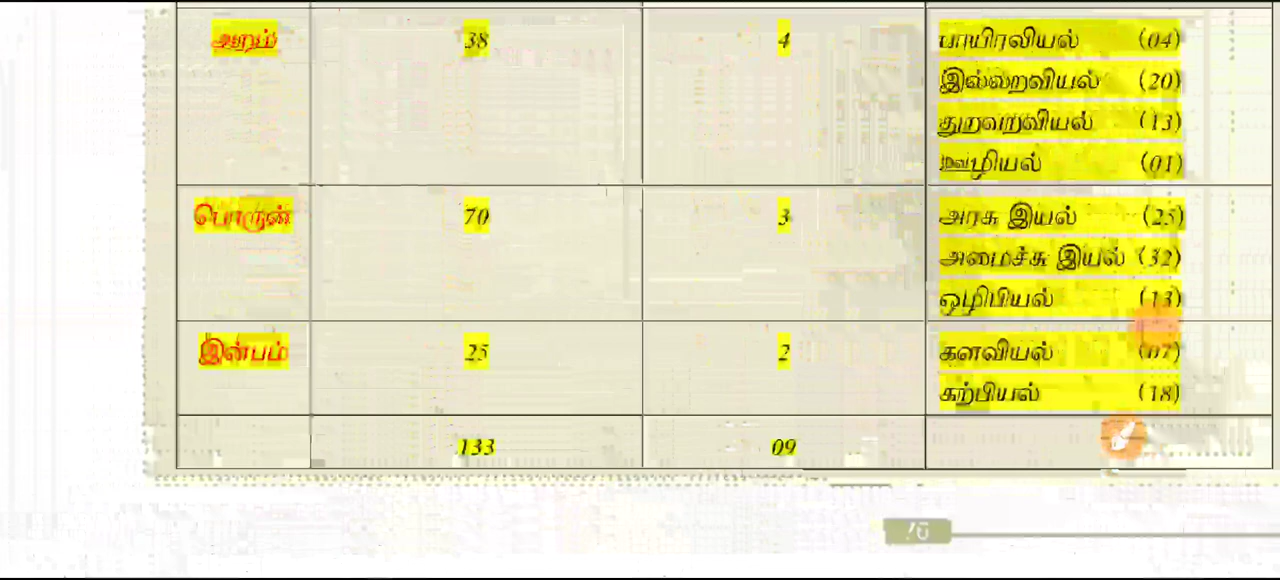 அறம் 38 4 பாயிரவியல் (04)
இல்லறவியல் (20)
துறவறவியல் (13)
ஊழியல் (01)
பொருள் 70 3 அரசு இயல் (25)
அமைச்சு இயல் (32)
ஒழிபியல் (13)
இன்பம் 25 2 களவியல் (07)
கற்பியல் (18)
133 09
76